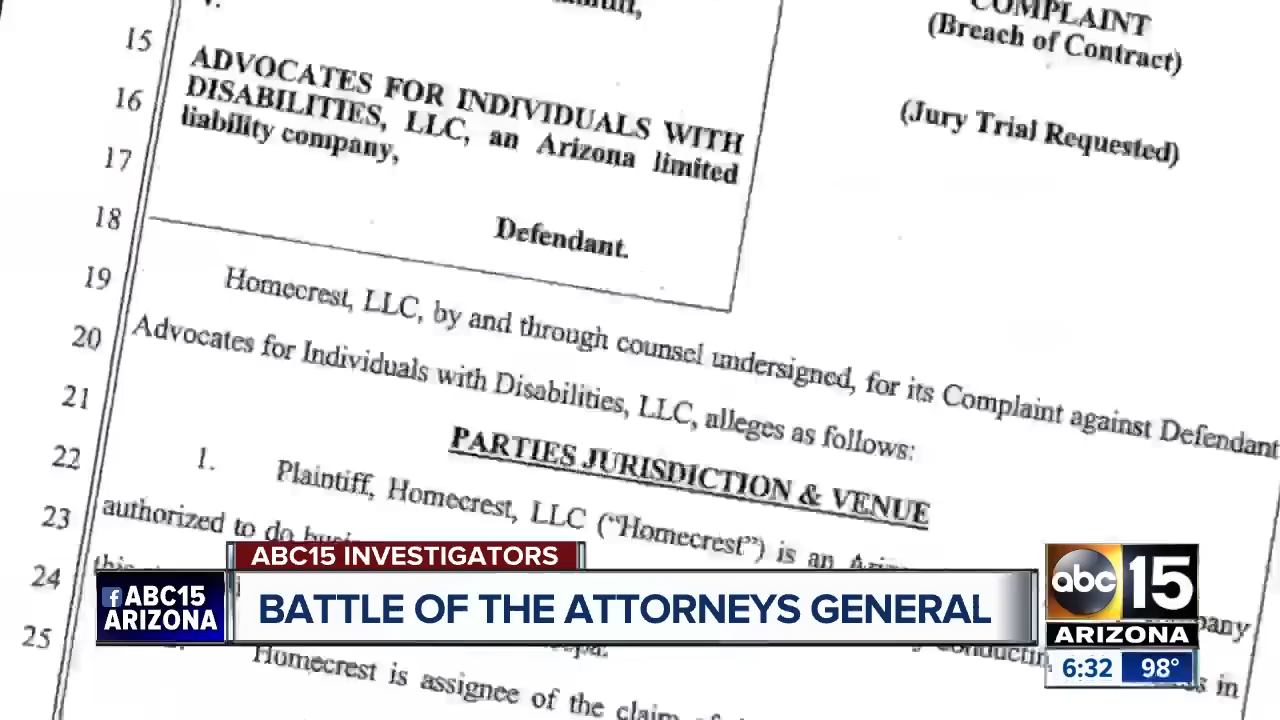 COMPLAINT
(Breach of Contract)
(Jury Trial Requested)
15
ADVOCATES FOR INDIVIDUALS WITH
16
DISABILITIES, LLC, an Arizona limited
liability company,
17
18
Defendant.
19
Homecrest, LLC, by and through counsel undersigned, for its Complaint against Defendant
20
Advocates for Individuals with Disabilities, LLC, alleges as follows:
21
PARTIES JURISDICTION & VENUE
22
1. Plaintiff, Homecrest, LLC ("Homecrest") is an
23
authorized to do
24
this
25
Homecrest is assignee of the claim
in
ABC15 INVESTIGATORS
BATTLE OF THE ATTORNEYS GENERAL
f ABC15
ARIZONA
abc 15
ARIZONA
6:32 98°